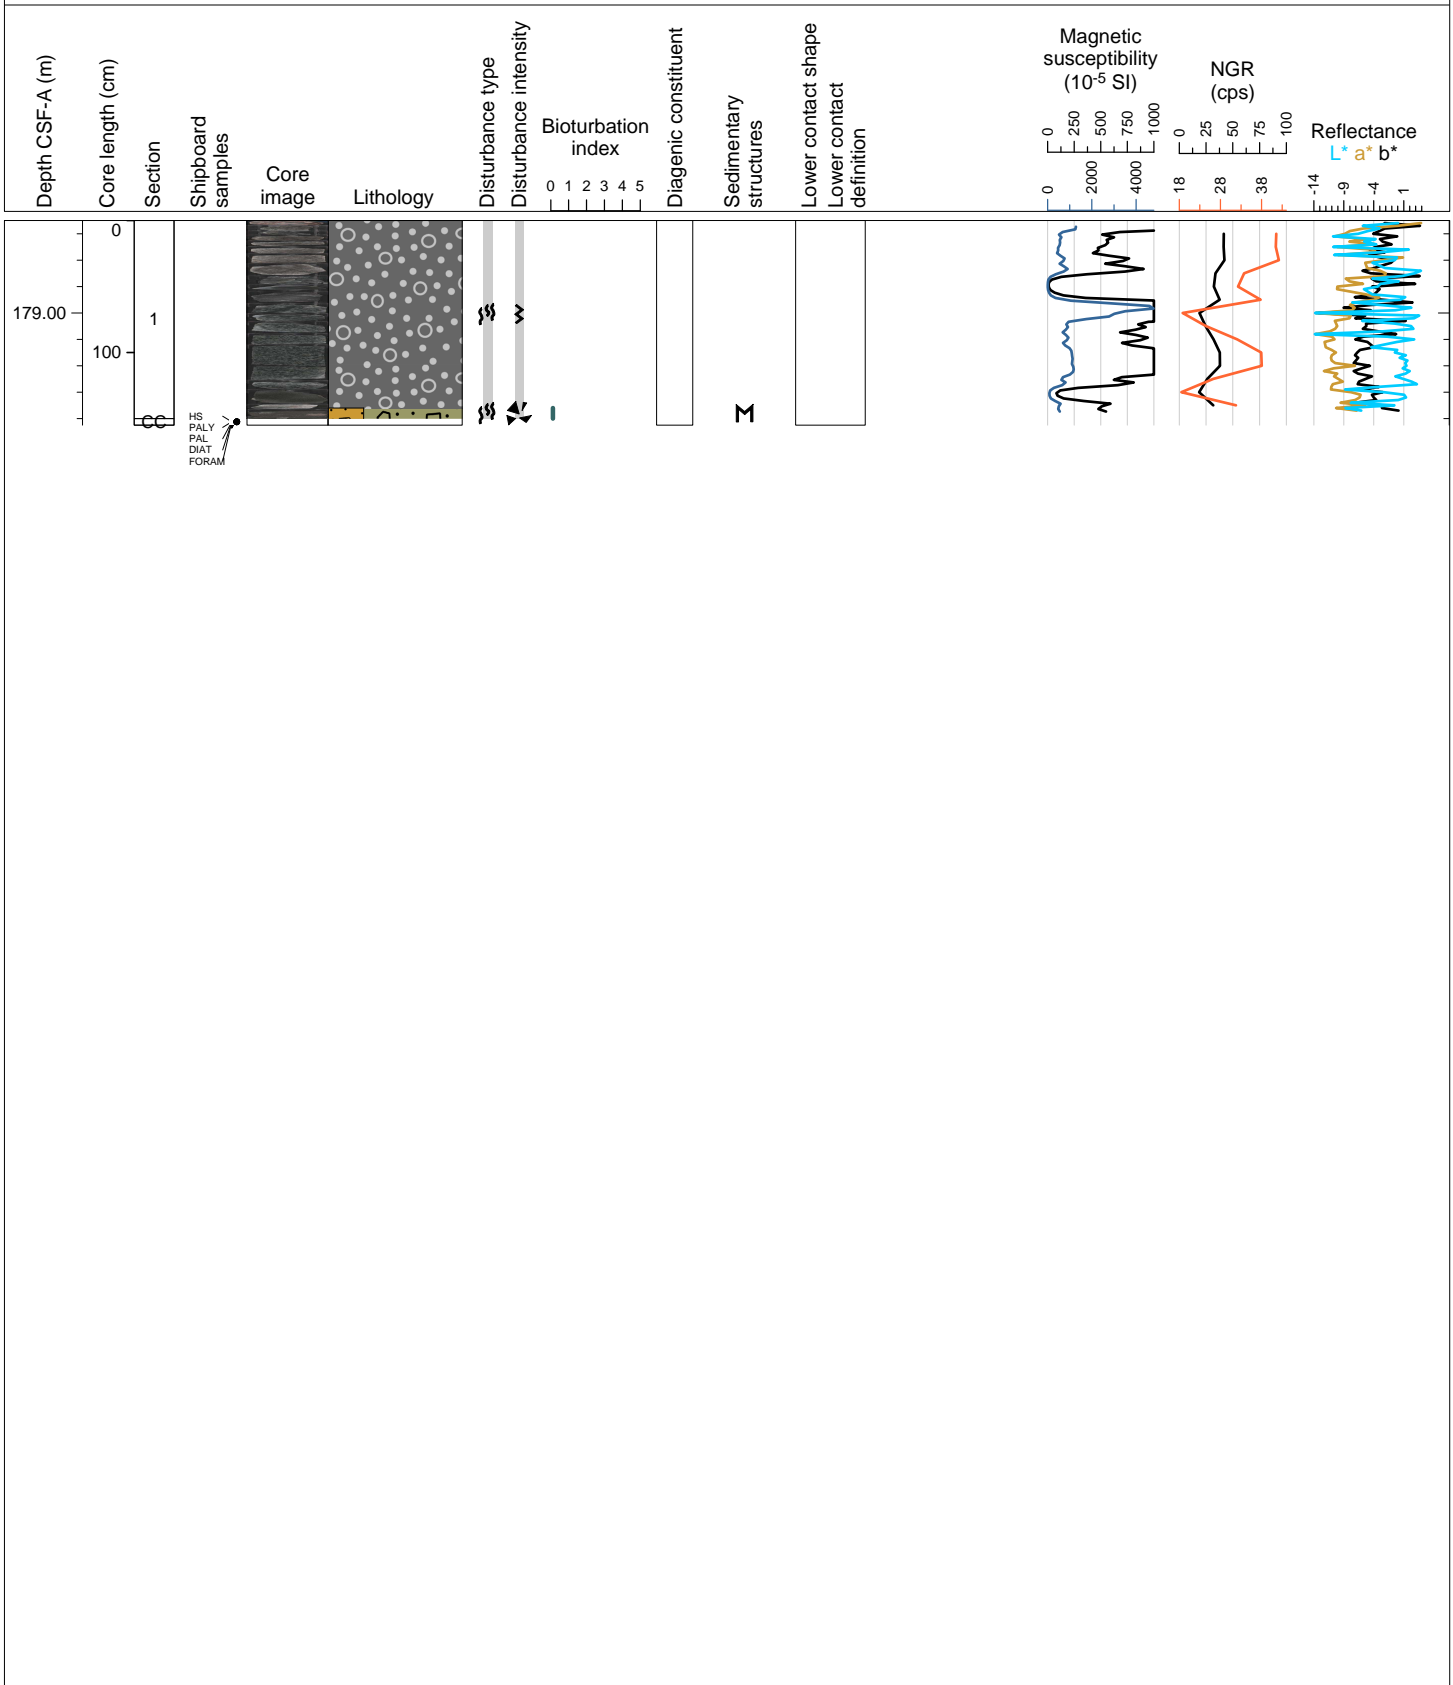 Depth CSF-A (m)
Core length (cm)
Section
Shipboard
samples
Core
image
Lithology
Disturbance type
Disturbance intensity
Bioturbation
index
0 1 2 3 4 5
Diagenic constituent
Sedimentary
structures
Lower contact shape
Lower contact
definition
Magnetic
susceptibility
(10-5 SI)
0 250 500 750 1000
0 2000 4000
NGR
(cps)
0 25 50 75 100
18 28 38
Reflectance
L* a* b*
-14 -9 -4 1
0
179.00
1
100
CC
HS
PALY
PAL
DIAT
FORAM